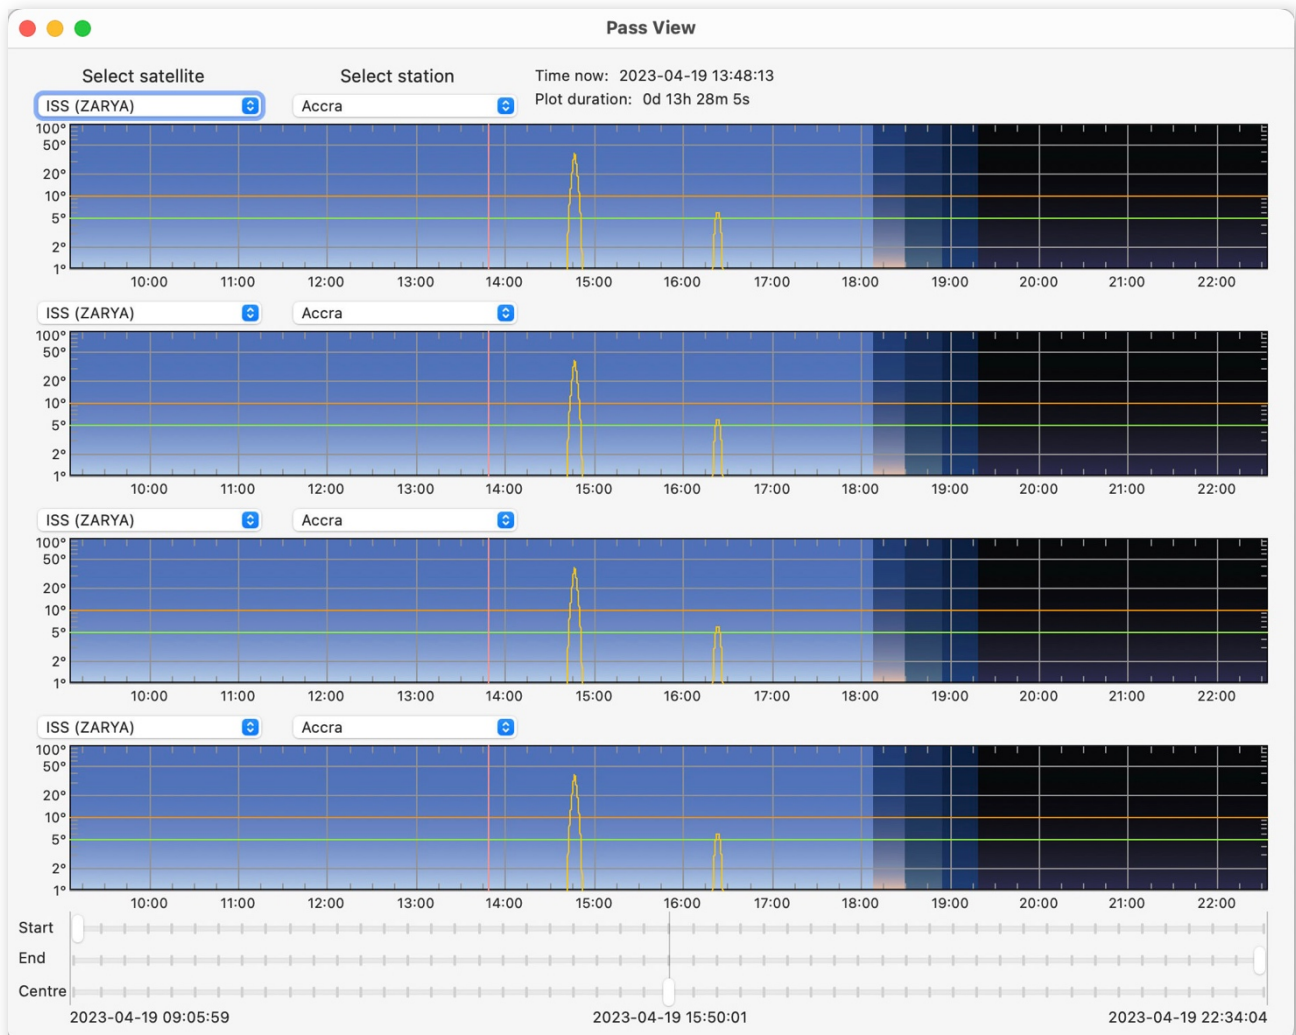 Pass View
Select satellite Select station Time now: 2023-04-19 13:48:13
ISS (ZARYA) Accra Plot duration: 0d 13h 28m 5s
100°
50°
20°
10°
5°
2°
1°
10:00 11:00 12:00 13:00 14:00 15:00 16:00 17:00 18:00 19:00 20:00 21:00 22:00
ISS (ZARYA) Accra
100°
50°
20°
10°
5°
2°
1°
10:00 11:00 12:00 13:00 14:00 15:00 16:00 17:00 18:00 19:00 20:00 21:00 22:00
ISS (ZARYA) Accra
100°
50°
20°
10°
5°
2°
1°
10:00 11:00 12:00 13:00 14:00 15:00 16:00 17:00 18:00 19:00 20:00 21:00 22:00
ISS (ZARYA) Accra
100°
50°
20°
10°
5°
2°
1°
10:00 11:00 12:00 13:00 14:00 15:00 16:00 17:00 18:00 19:00 20:00 21:00 22:00
Start
End
Centre
2023-04-19 09:05:59 2023-04-19 15:50:01 2023-04-19 22:34:04